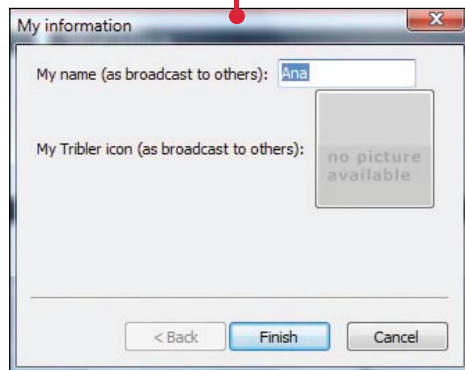 My information
My name (as broadcast to others): Ana
My Tribler icon (as broadcast to others):
no picture
available
< Back Finish Cancel